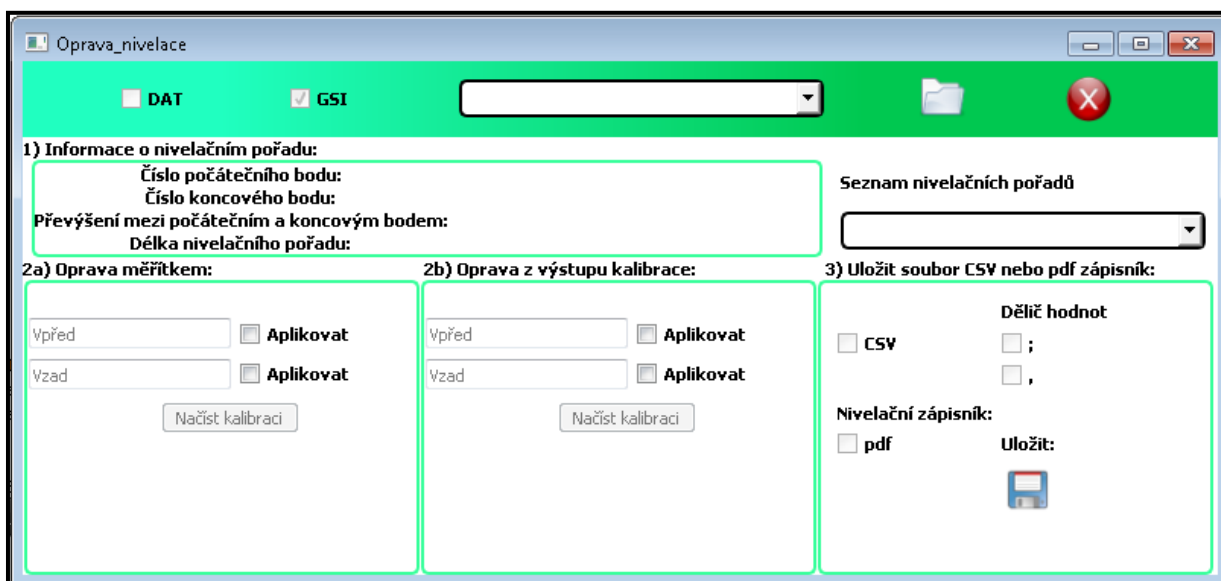 Oprava_nivelace
DAT
GSI
1) Informace o nivelačním pořadu:
Číslo počátečního bodu:
Číslo koncového bodu:
Převýšení mezi počátečním a koncovým bodem:
Délka nivelačního pořadu:
Seznam nivelačních pořadů
2a) Oprava měřítkem:
Vpřed
Aplikovat
Vzad
Aplikovat
Načíst kalibraci
2b) Oprava z výstupu kalibrace:
Vpřed
Aplikovat
Vzad
Aplikovat
Načíst kalibraci
3) Uložit soubor CSV nebo pdf zápisník:
Dělič hodnot
CSV
;
,
Nivelační zápisník:
pdf
Uložit: